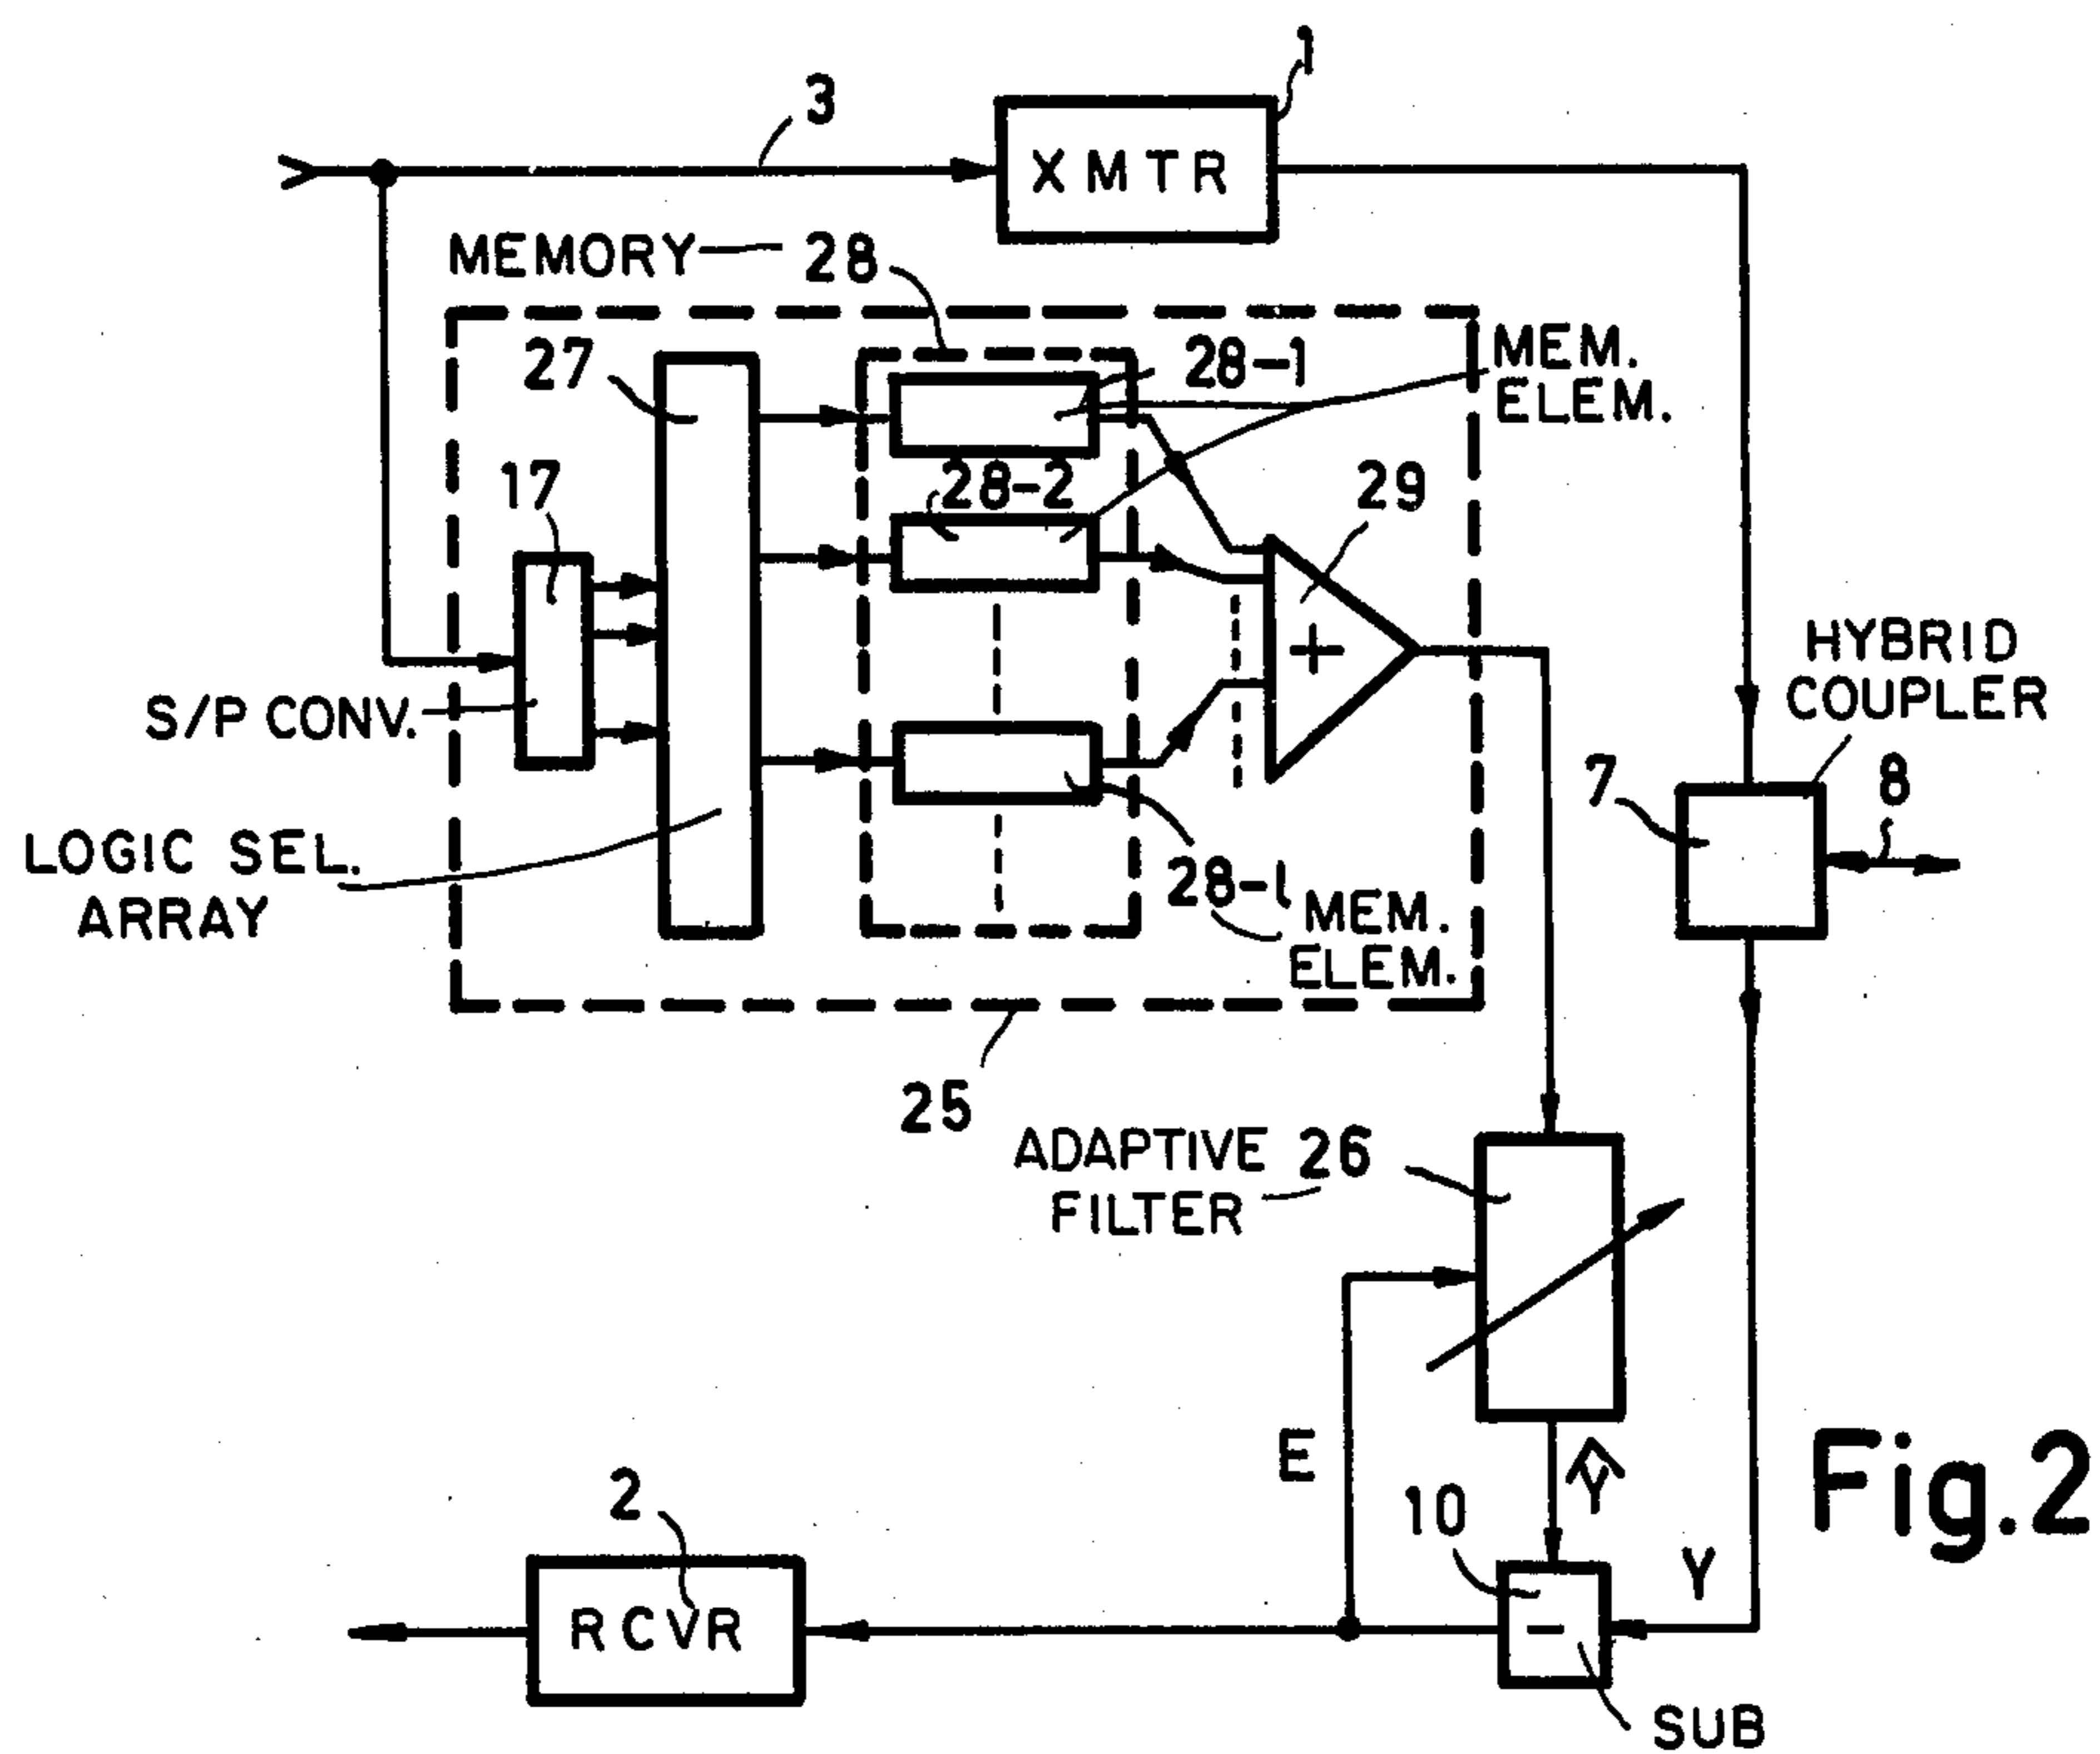 1
3
XMTR
MEMORY 28
27
28-1
MEM.
ELEM.
17
28-2
29
HYBRID
COUPLER
S/P CONV.
+
7
8
LOGIC SEL.
ARRAY
28-l
MEM.
ELEM.
25
ADAPTIVE 26
FILTER
E
Ŷ
Fig.2
2
10
Y
RCVR
-
SUB